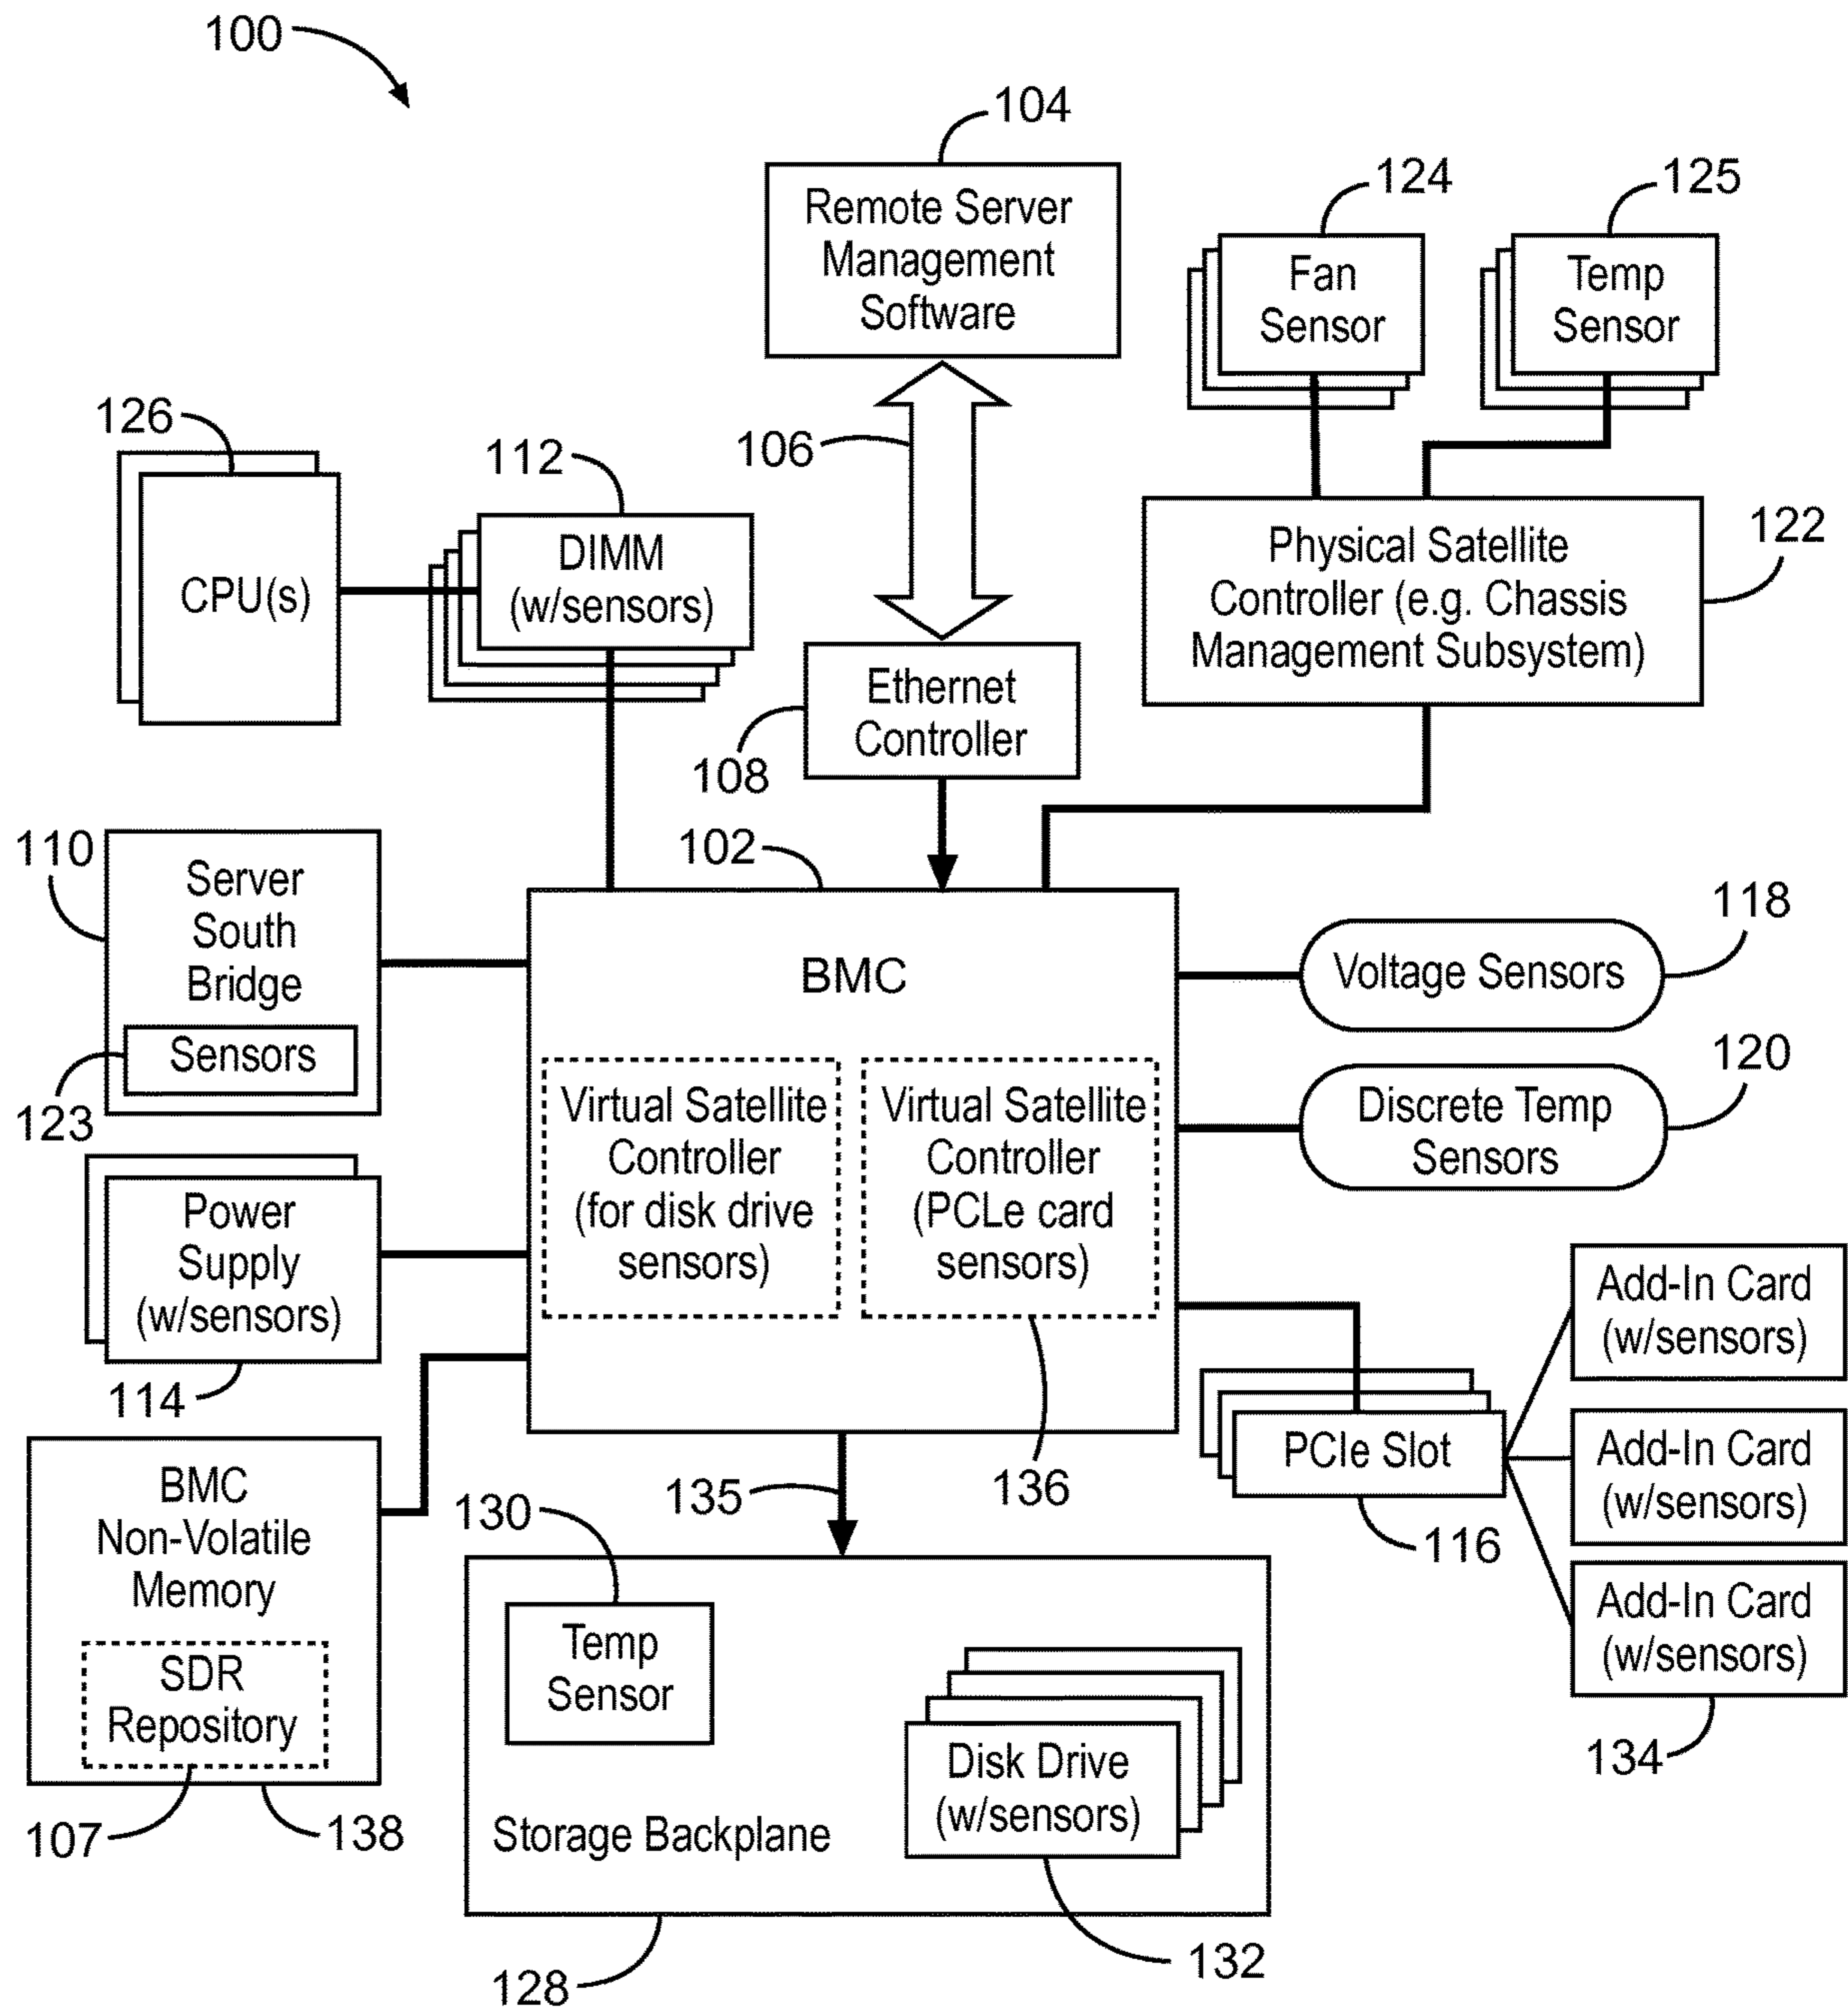 100
104
Remote Server
Management
Software
124
Fan
Sensor
125
Temp
Sensor
106
126
CPU(s)
112
DIMM
(w/sensors)
Physical Satellite
Controller (e.g. Chassis
Management Subsystem)
122
Ethernet
Controller
108
102
110
Server
South
Bridge
Sensors
123
BMC
Virtual Satellite
Controller
(for disk drive
sensors)
Virtual Satellite
Controller
(PCLe card
sensors)
136
Voltage Sensors
118
Discrete Temp
Sensors
120
Power
Supply
(w/sensors)
114
BMC
Non-Volatile
Memory
SDR
Repository
107
138
135
PCIe Slot
116
Add-In Card
(w/sensors)
Add-In Card
(w/sensors)
Add-In Card
(w/sensors)
134
130
Temp
Sensor
Storage Backplane
Disk Drive
(w/sensors)
128
132